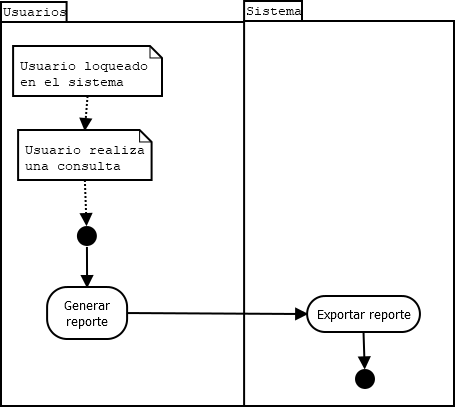 Usuarios
Sistema
Usuario loqueado
en el sistema
Usuario realiza
una consulta
Generar
reporte
Exportar reporte